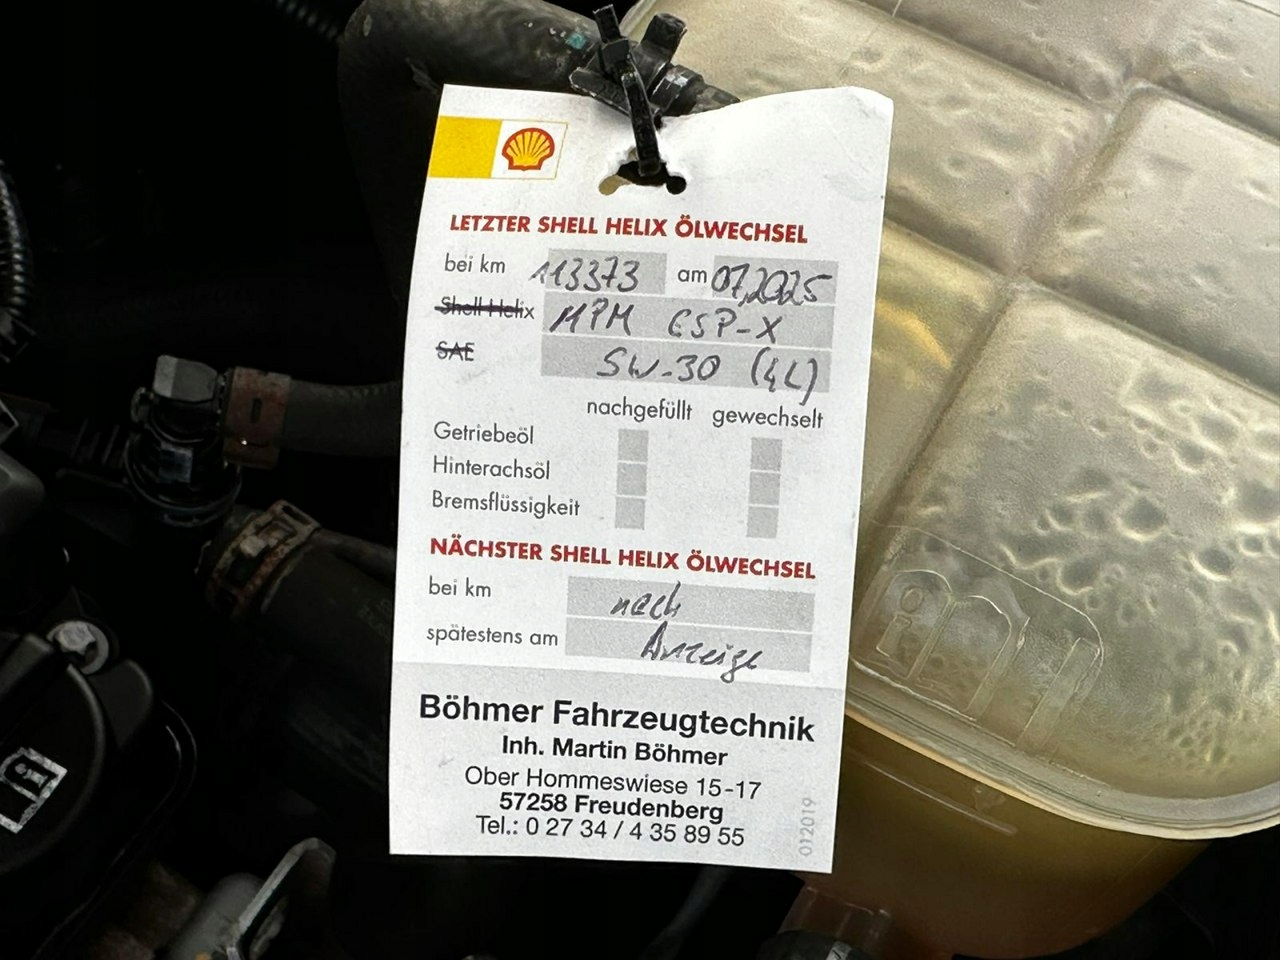 LETZTER SHELL HELIX ÖLWECHSEL
bei km 113373 am 07.2025
Shell Helix MPM ESP-X
SAE 5W-30 (4L)
nachgefüllt gewechselt
Getriebeöl
Hinterachsöl
Bremsflüssigkeit
NÄCHSTER SHELL HELIX ÖLWECHSEL
bei km nach
spätestens am Anzeige
Böhmer Fahrzeugtechnik
Inh. Martin Böhmer
Ober Hommeswiese 15-17
57258 Freudenberg
Tel.: 0 27 34 / 4 35 89 55
012019